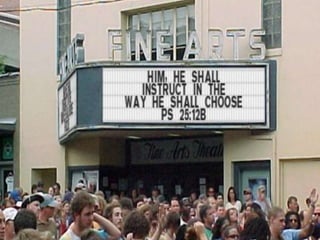 FINE ARTS
HIM, HE SHALL
INSTRUCT IN THE
WAY HE SHALL CHOOSE
PS 25:12B
Fine Arts Theatre